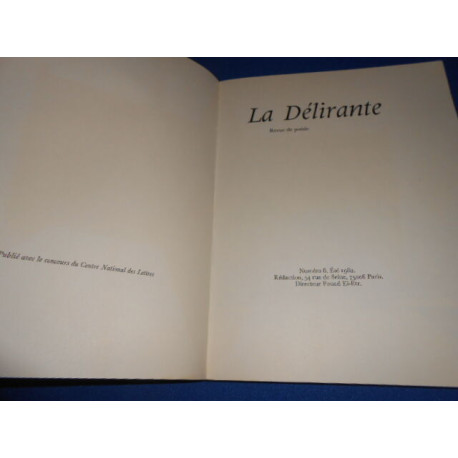 Publié avec le concours du Centre National des Lettres
La Délirante
Revue de poésie
Numéro 8, Été 1982.
Rédaction, 54 rue de Seine, 75006 Paris.
Directeur Fouad El-Etr.